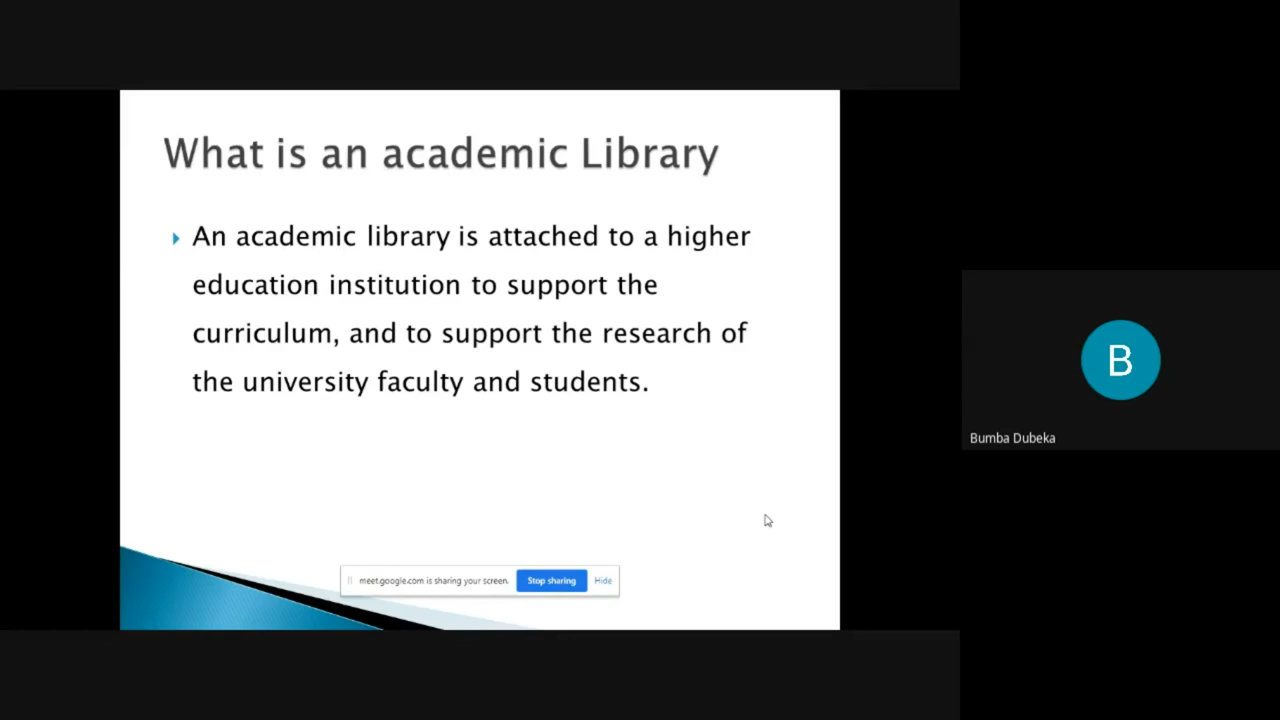 What is an academic Library
An academic library is attached to a higher
education institution to support the
curriculum, and to support the research of
the university faculty and students.
meet.google.com is sharing your screen.
Stop sharing
Hide
B
Bumba Dubeka